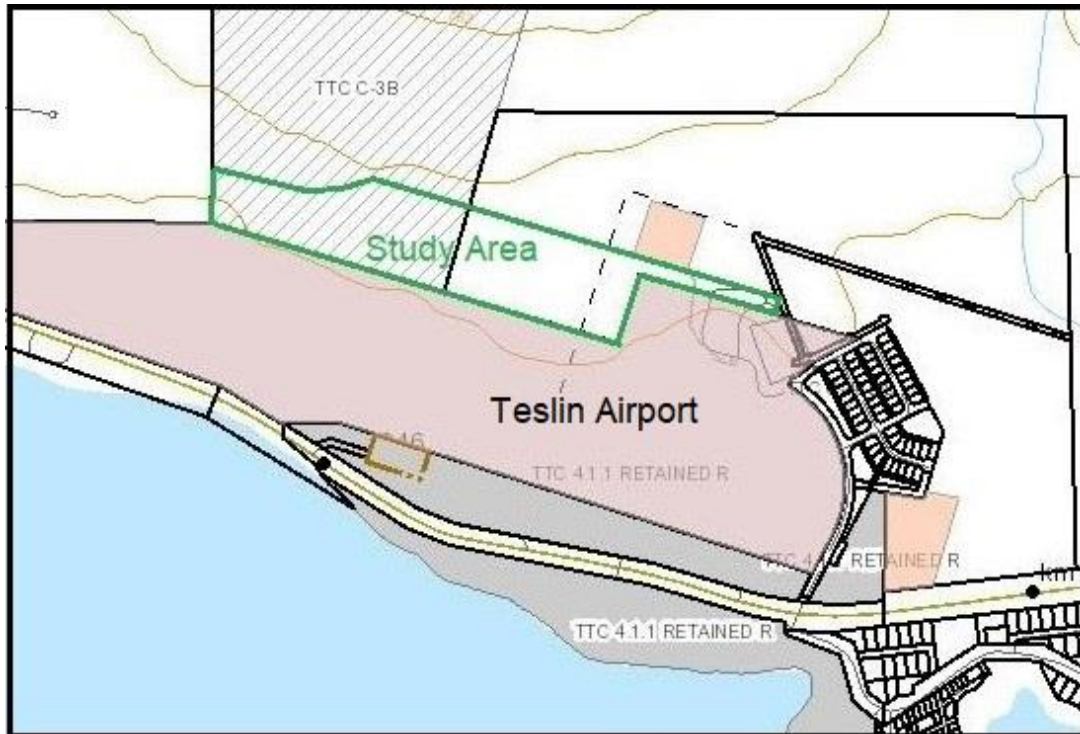 TTC C-3B
Study Area
Teslin Airport
TTC 4.1.1 RETAINED R
RETAINED R
km
TTC 4.1.1 RETAINED R